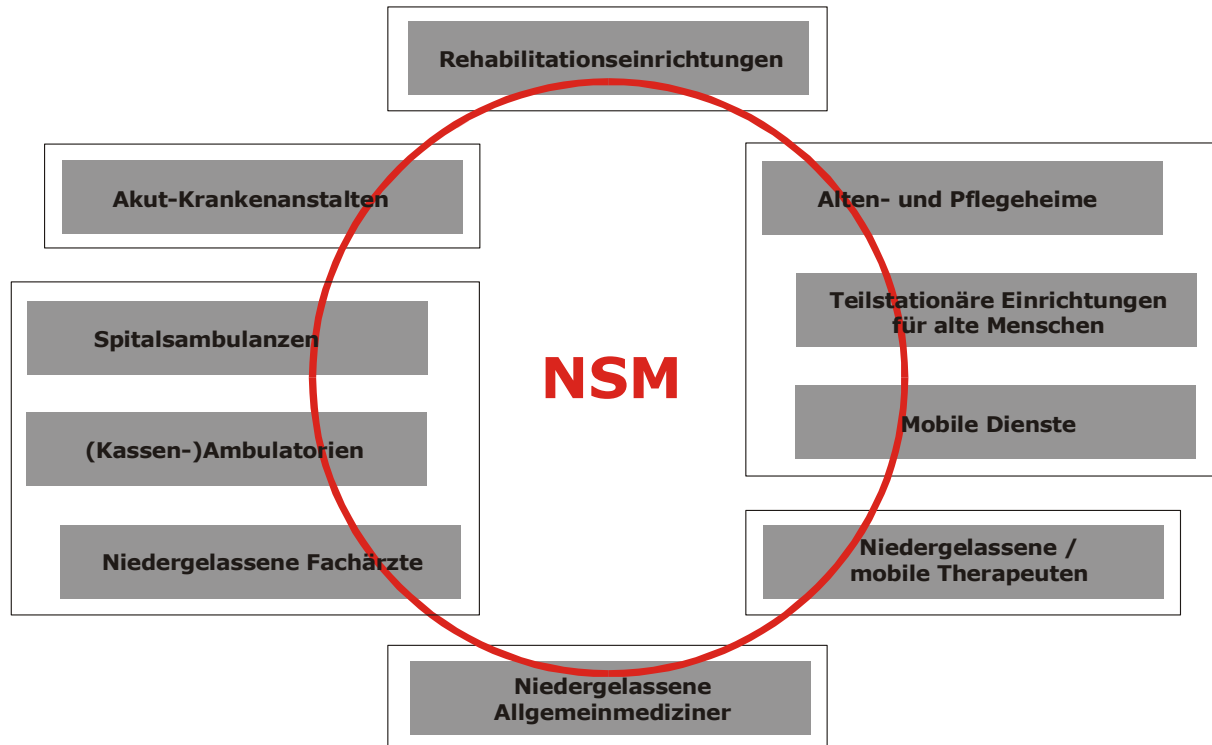 Rehabilitationseinrichtungen
Akut-Krankenanstalten
Alten- und Pflegeheime
Spitalsambulanzen
Teilstationäre Einrichtungen
für alte Menschen
NSM
(Kassen-)Ambulatorien
Mobile Dienste
Niedergelassene Fachärzte
Niedergelassene /
mobile Therapeuten
Niedergelassene
Allgemeinmediziner